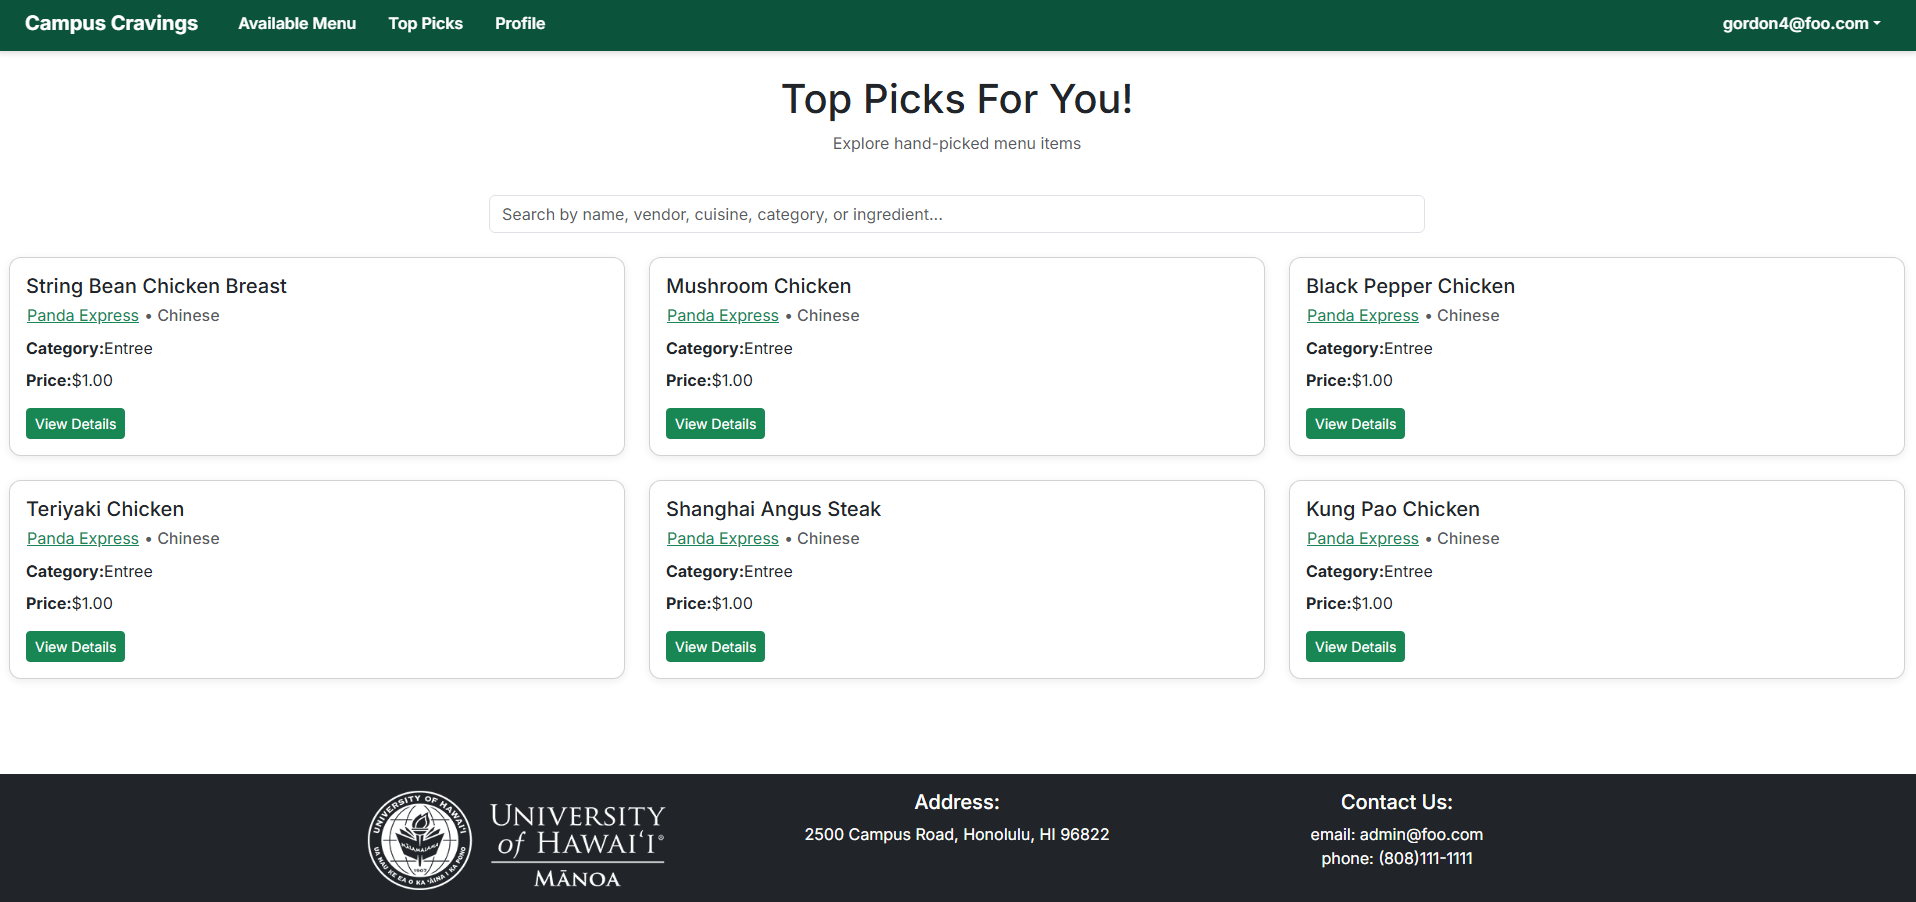 Campus Cravings Available Menu Top Picks Profile gordon4@foo.com
Top Picks For You!
Explore hand-picked menu items
Search by name, vendor, cuisine, category, or ingredient...
String Bean Chicken Breast
Panda Express • Chinese
Category:Entree
Price:$1.00
View Details
Mushroom Chicken
Panda Express • Chinese
Category:Entree
Price:$1.00
View Details
Black Pepper Chicken
Panda Express • Chinese
Category:Entree
Price:$1.00
View Details
Teriyaki Chicken
Panda Express • Chinese
Category:Entree
Price:$1.00
View Details
Shanghai Angus Steak
Panda Express • Chinese
Category:Entree
Price:$1.00
View Details
Kung Pao Chicken
Panda Express • Chinese
Category:Entree
Price:$1.00
View Details
UNIVERSITY OF HAWAI‘I
1907
UNIVERSITY
of HAWAI‘I®
MĀNOA
Address:
2500 Campus Road, Honolulu, HI 96822
Contact Us:
email: admin@foo.com
phone: (808)111-1111